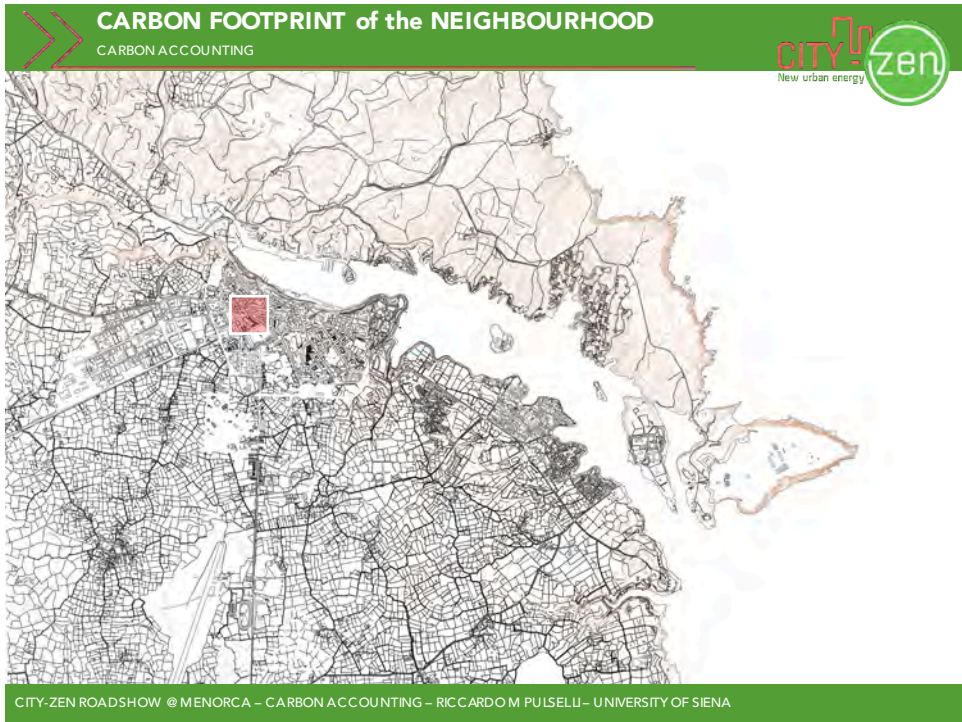 CARBON FOOTPRINT of the NEIGHBOURHOOD
CARBON ACCOUNTING
CITY
zen
New urban energy
CITY-ZEN ROADSHOW @ MENORCA – CARBON ACCOUNTING – RICCARDO M PULSELLI – UNIVERSITY OF SIENA